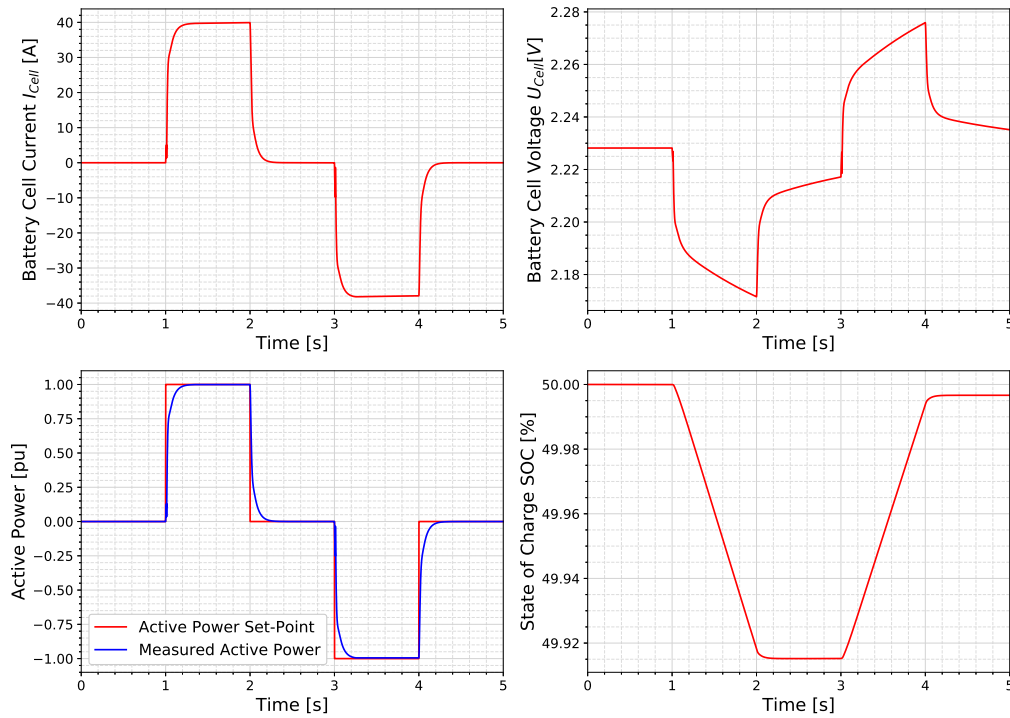 Battery Cell Current I_Cell [A]
40
30
20
10
0
−10
−20
−30
−40
0 1 2 3 4 5
Time [s]
Battery Cell Voltage U_Cell[V]
2.28
2.26
2.24
2.22
2.20
2.18
0 1 2 3 4 5
Time [s]
Active Power [pu]
1.00
0.75
0.50
0.25
0.00
−0.25
−0.50
−0.75
−1.00
Active Power Set-Point
Measured Active Power
0 1 2 3 4 5
Time [s]
State of Charge SOC [%]
50.00
49.98
49.96
49.94
49.92
0 1 2 3 4 5
Time [s]